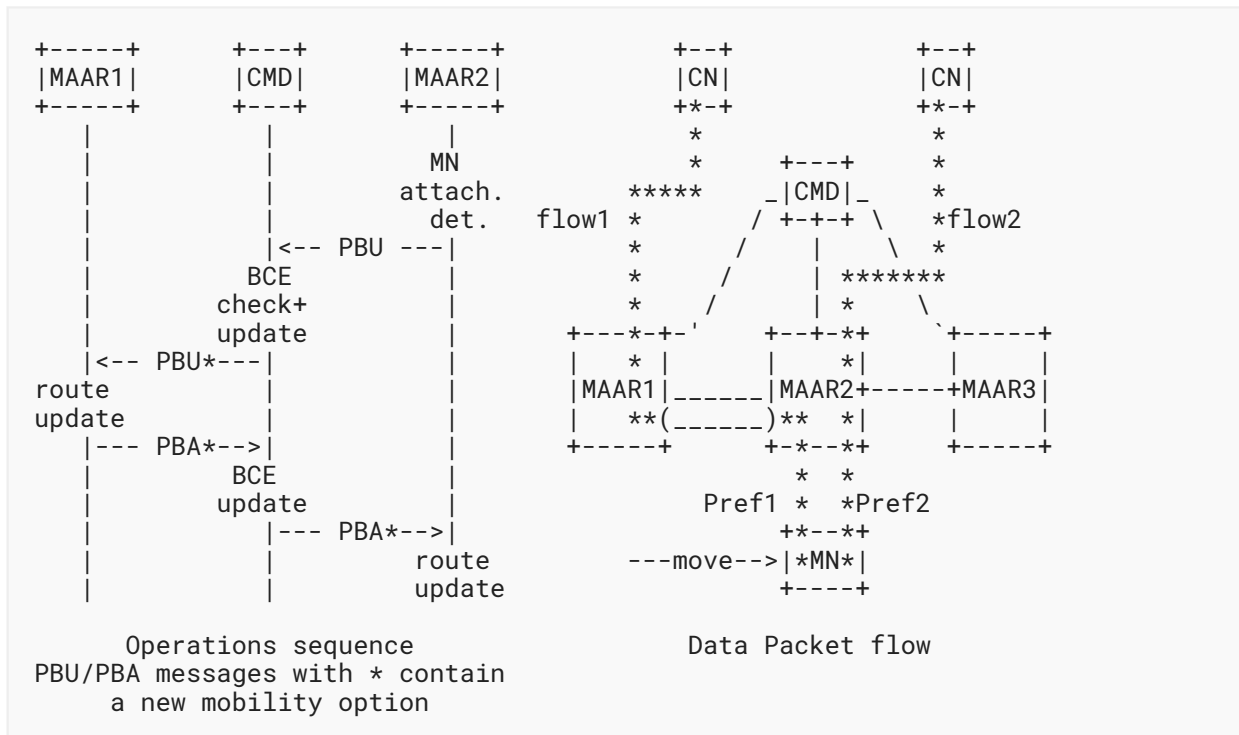 +-----+      +---+      +-----+            +--+            +--+
|MAAR1|      |CMD|      |MAAR2|            |CN|            |CN|
+-----+      +---+      +-----+            +*-+            +*-+
   |           |           |                *               *
   |           |          MN                *     +---+     *
   |           |        attach.         *****    _|CMD|_    *
   |           |          det.   flow1  *       / +-+-+ \   *flow2
   |           |<-- PBU ---|            *      /    |    \  *
   |          BCE          |            *     /     | *******
   |        check+         |            *    /      | *    \
   |        update         |        +---*-+-'    +--+-*+    `+-----+
   |<-- PBU*---|           |        |   * |      |    *|     |     |
route          |           |        |MAAR1|______|MAAR2+-----+MAAR3|
update         |           |        |   **(______)**  *|     |     |
   |--- PBA*-->|           |        +-----+      +-*--*+     +-----+
   |         BCE           |                       *  *
   |        update         |                 Pref1 *  *Pref2
   |           |--- PBA*-->|                      +*--*+
   |           |         route          ---move-->|*MN*|
   |           |         update                   +----+
Operations sequence                  Data Packet flow
PBU/PBA messages with * contain
a new mobility option